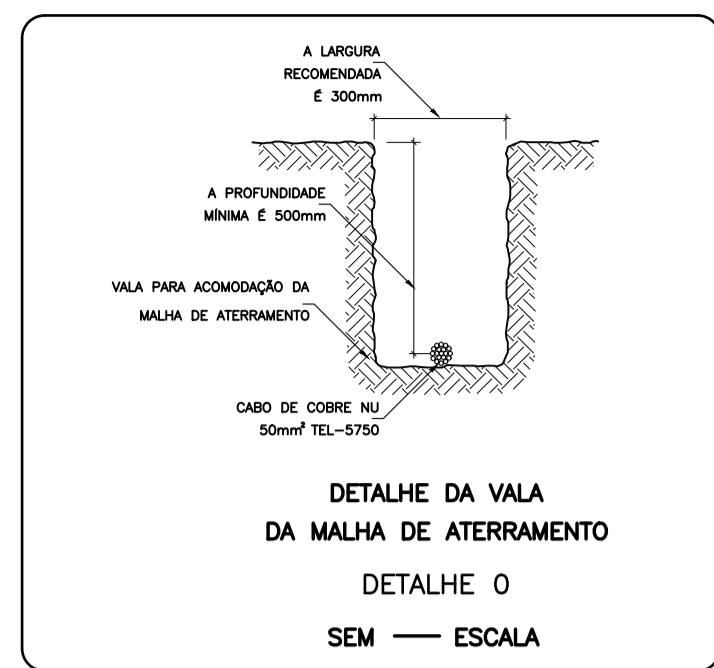 A LARGURA
RECOMENDADA
É 300mm
A PROFUNDIDADE
MÍNIMA É 500mm
VALA PARA ACOMODAÇÃO DA
MALHA DE ATERRAMENTO
CABO DE COBRE NU
50mm² TEL-5750
DETALHE DA VALA
DA MALHA DE ATERRAMENTO
DETALHE O
SEM — ESCALA